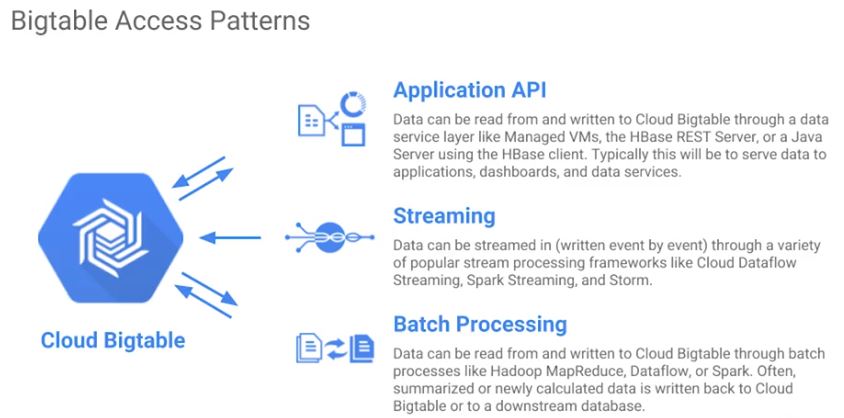 Bigtable Access Patterns
Application API
Data can be read from and written to Cloud Bigtable through a data
service layer like Managed VMs, the HBase REST Server, or a Java
Server using the HBase client. Typically this will be to serve data to
applications, dashboards, and data services.
Streaming
Data can be streamed in (written event by event) through a variety
of popular stream processing frameworks like Cloud Dataflow
Streaming, Spark Streaming, and Storm.
Cloud Bigtable
Batch Processing
Data can be read from and written to Cloud Bigtable through batch
processes like Hadoop MapReduce, Dataflow, or Spark. Often,
summarized or newly calculated data is written back to Cloud
Bigtable or to a downstream database.